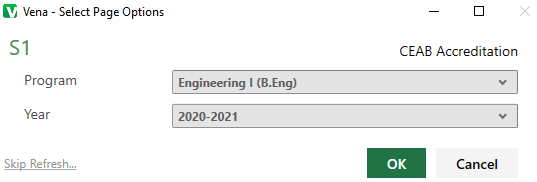 Vena - Select Page Options
S1
CEAB Accreditation
Program
Engineering I (B.Eng)
Year
2020-2021
Skip Refresh...
OK
Cancel